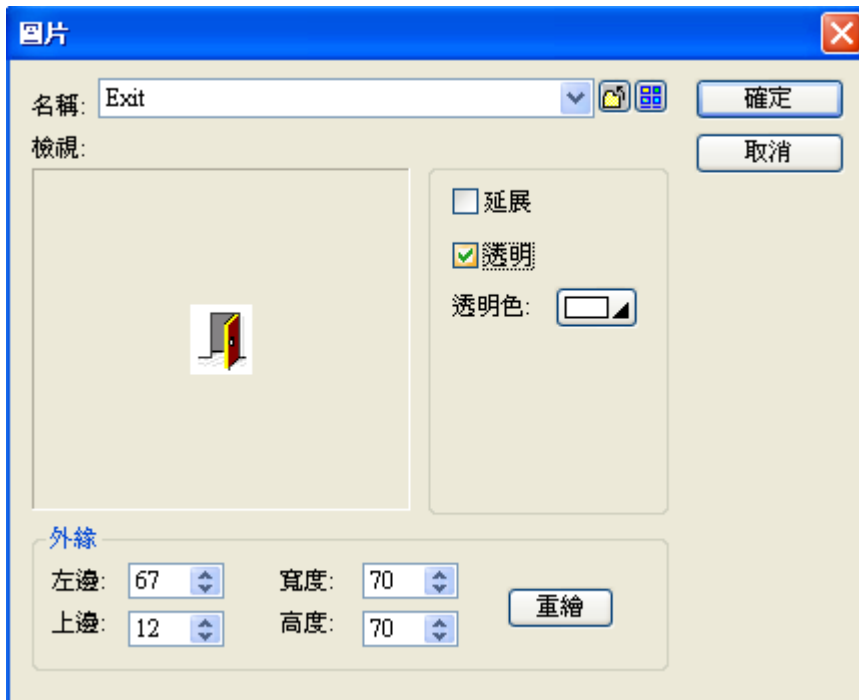 圖片
名稱: Exit
確定
檢視:
取消
延展
透明
透明色:
外緣
左邊: 67 寬度: 70
重繪
上邊: 12 高度: 70